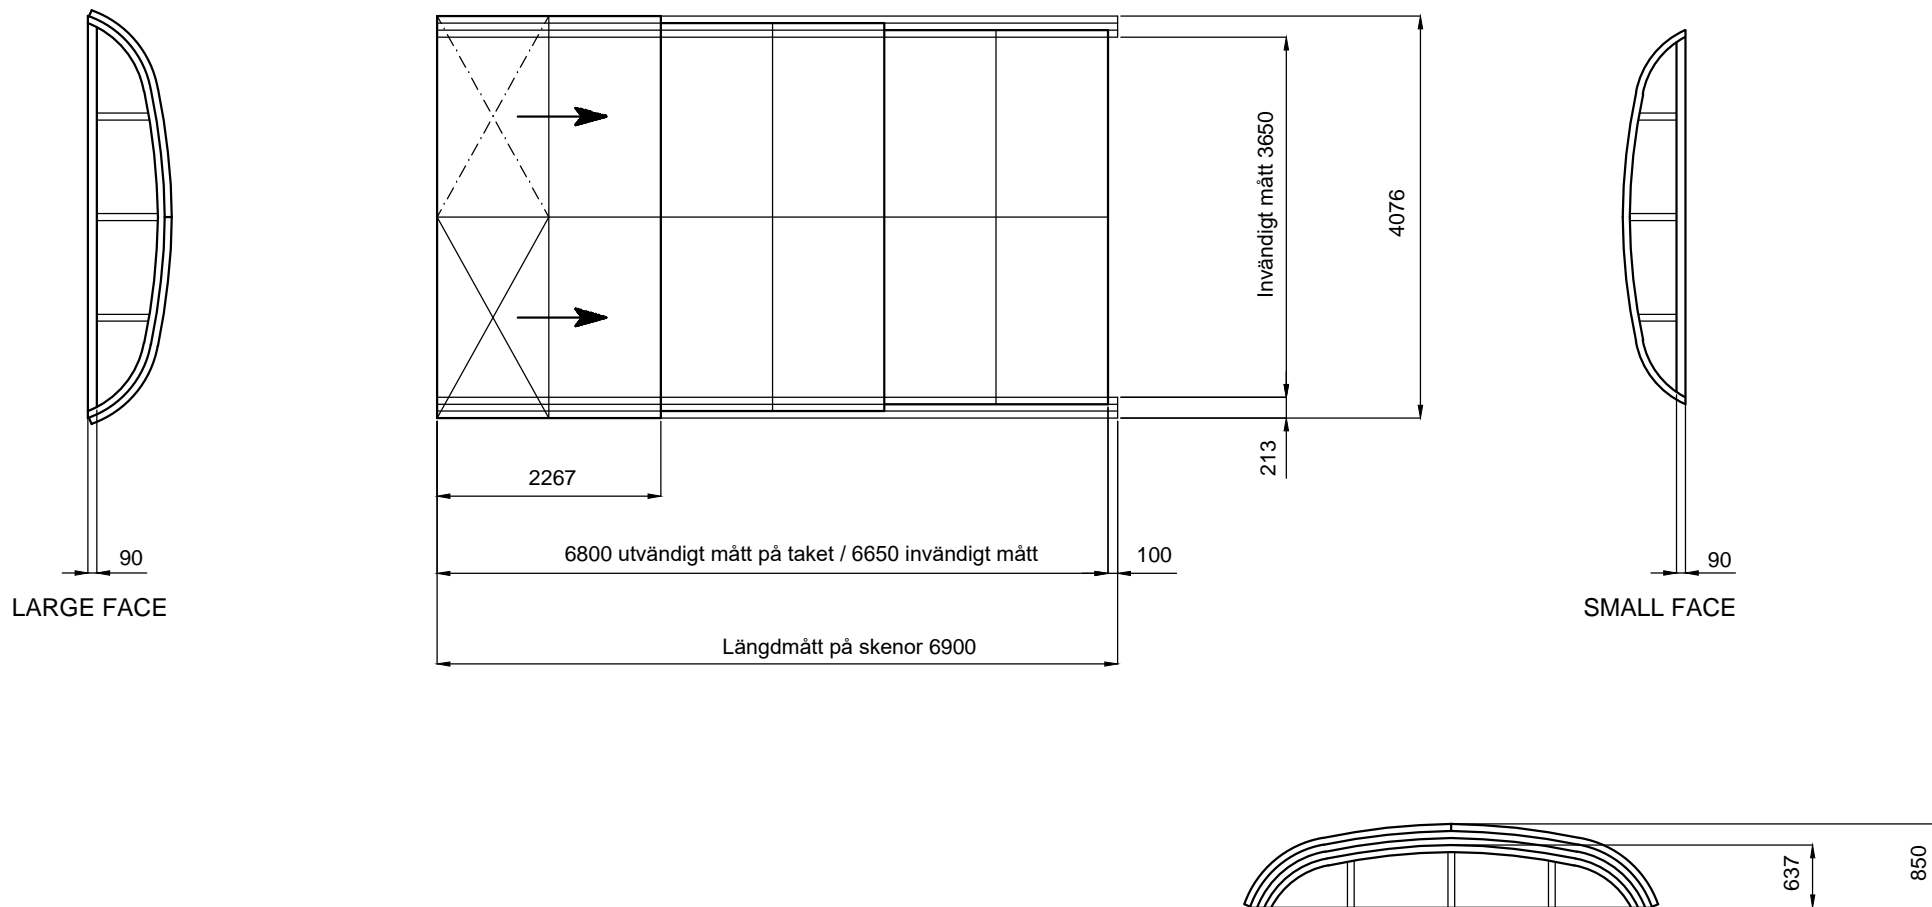 Invändigt mått 3650
4076
213
2267
6800 utvändigt mått på taket / 6650 invändigt mått
100
90
90
LARGE FACE
SMALL FACE
Längdmått på skenor 6900
637
850